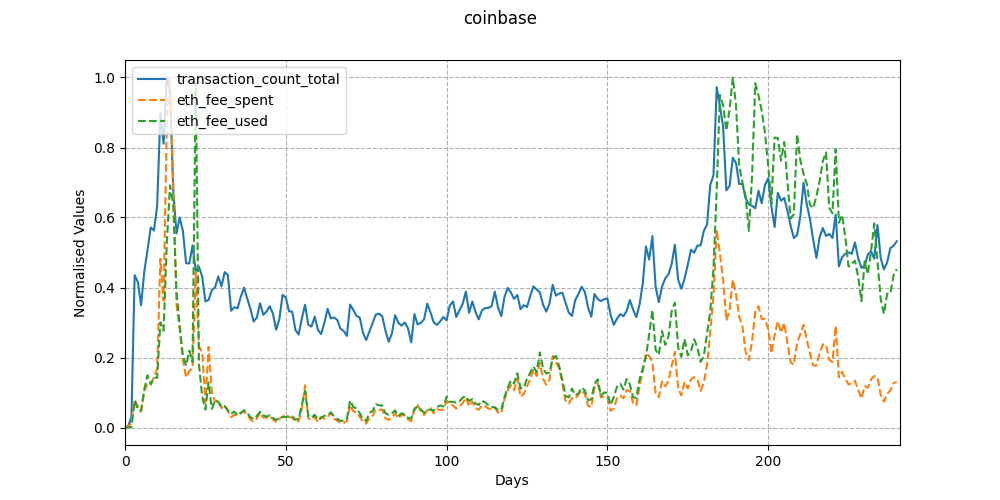 coinbase
transaction_count_total
eth_fee_spent
eth_fee_used
Normalised Values
1.0
0.8
0.6
0.4
0.2
0.0
0
50
100
150
200
Days